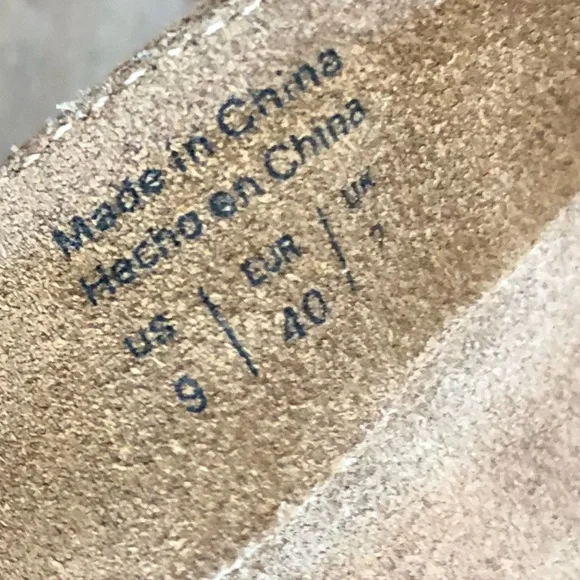 Made in China
Hecho en China
US | EUR | UK
9 | 40 | 7